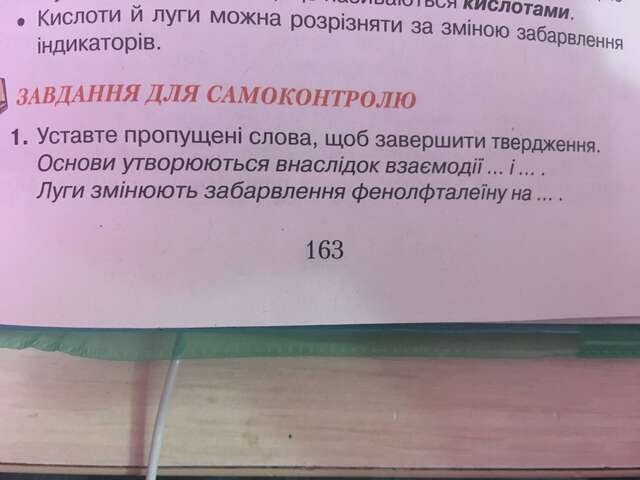 називаються кислотами.
• Кислоти й луги можна розрізняти за зміною забарвлення
індикаторів.
ЗАВДАННЯ ДЛЯ САМОКОНТРОЛЮ
1. Уставте пропущені слова, щоб завершити твердження.
Основи утворюються внаслідок взаємодії ... і ... .
Луги змінюють забарвлення фенолфталеїну на ... .
163